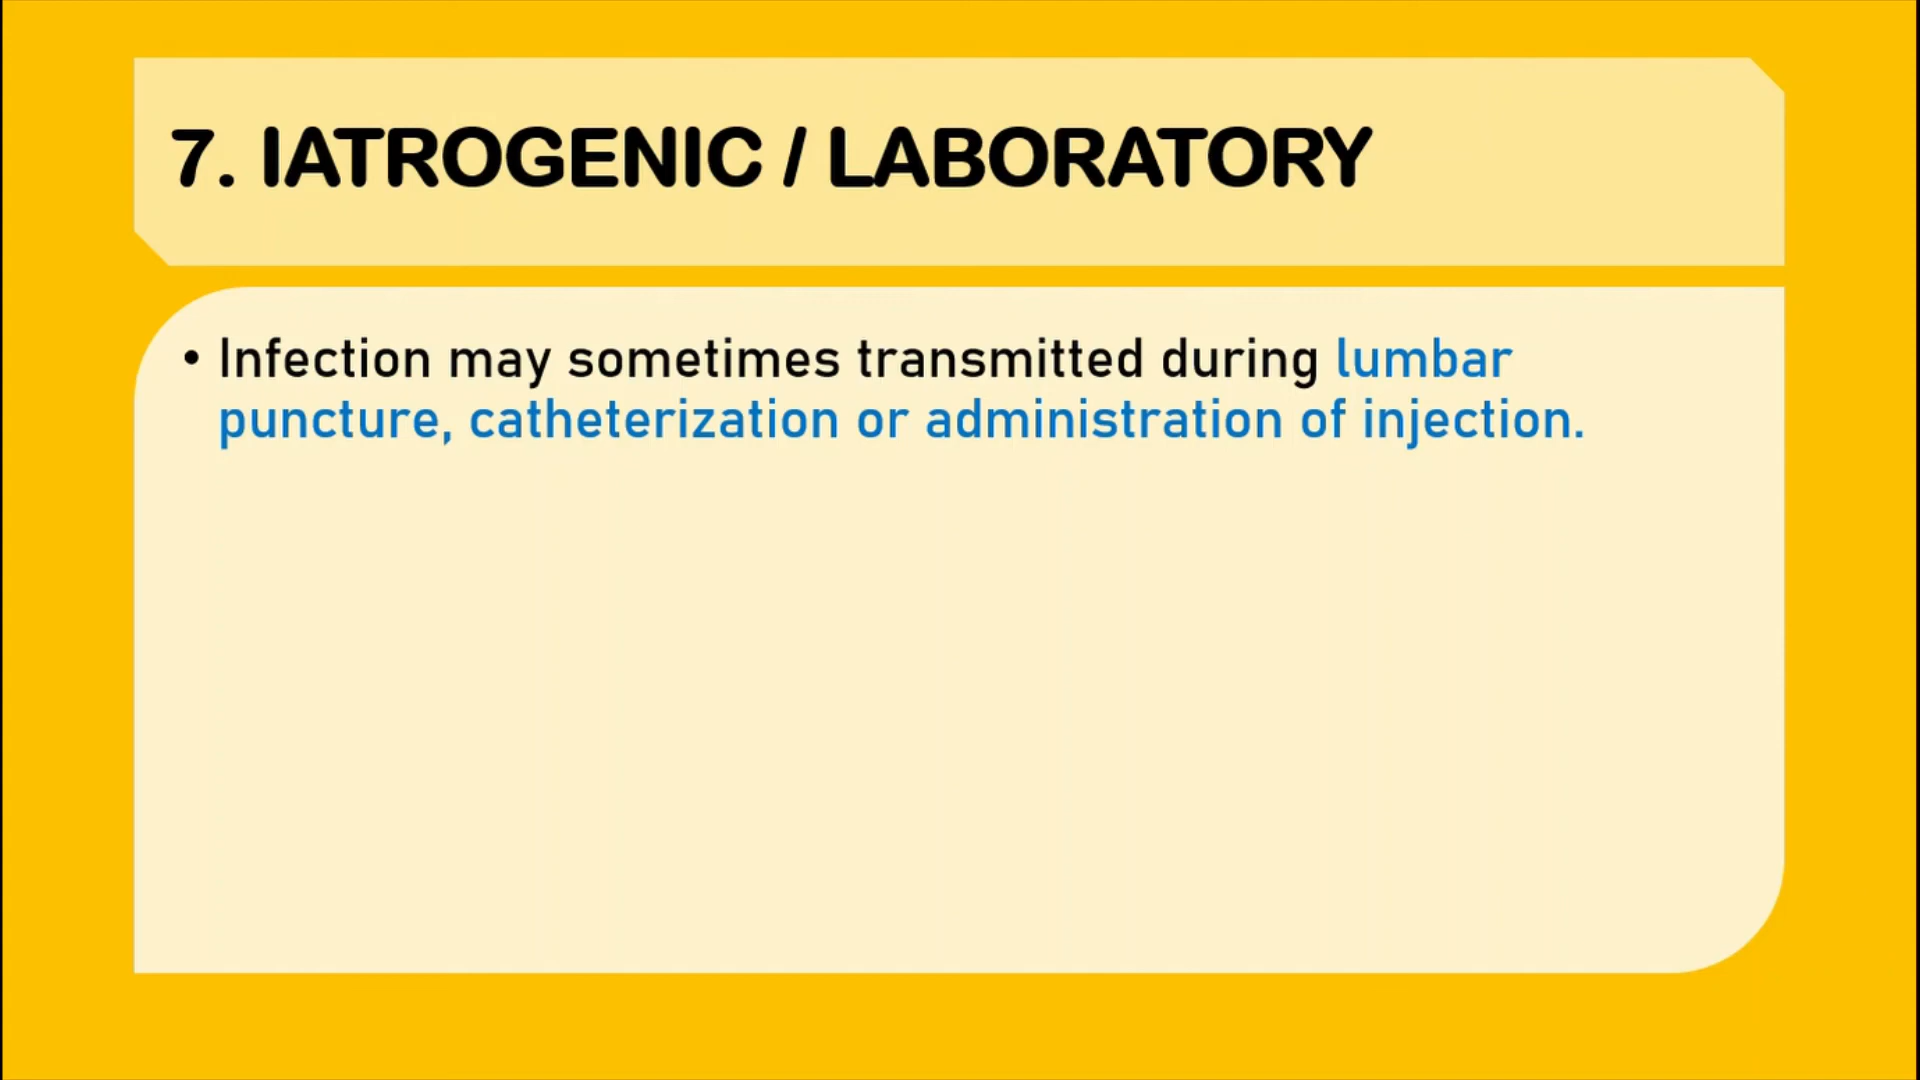 7. IATROGENIC / LABORATORY
• Infection may sometimes transmitted during lumbar
puncture, catheterization or administration of injection.